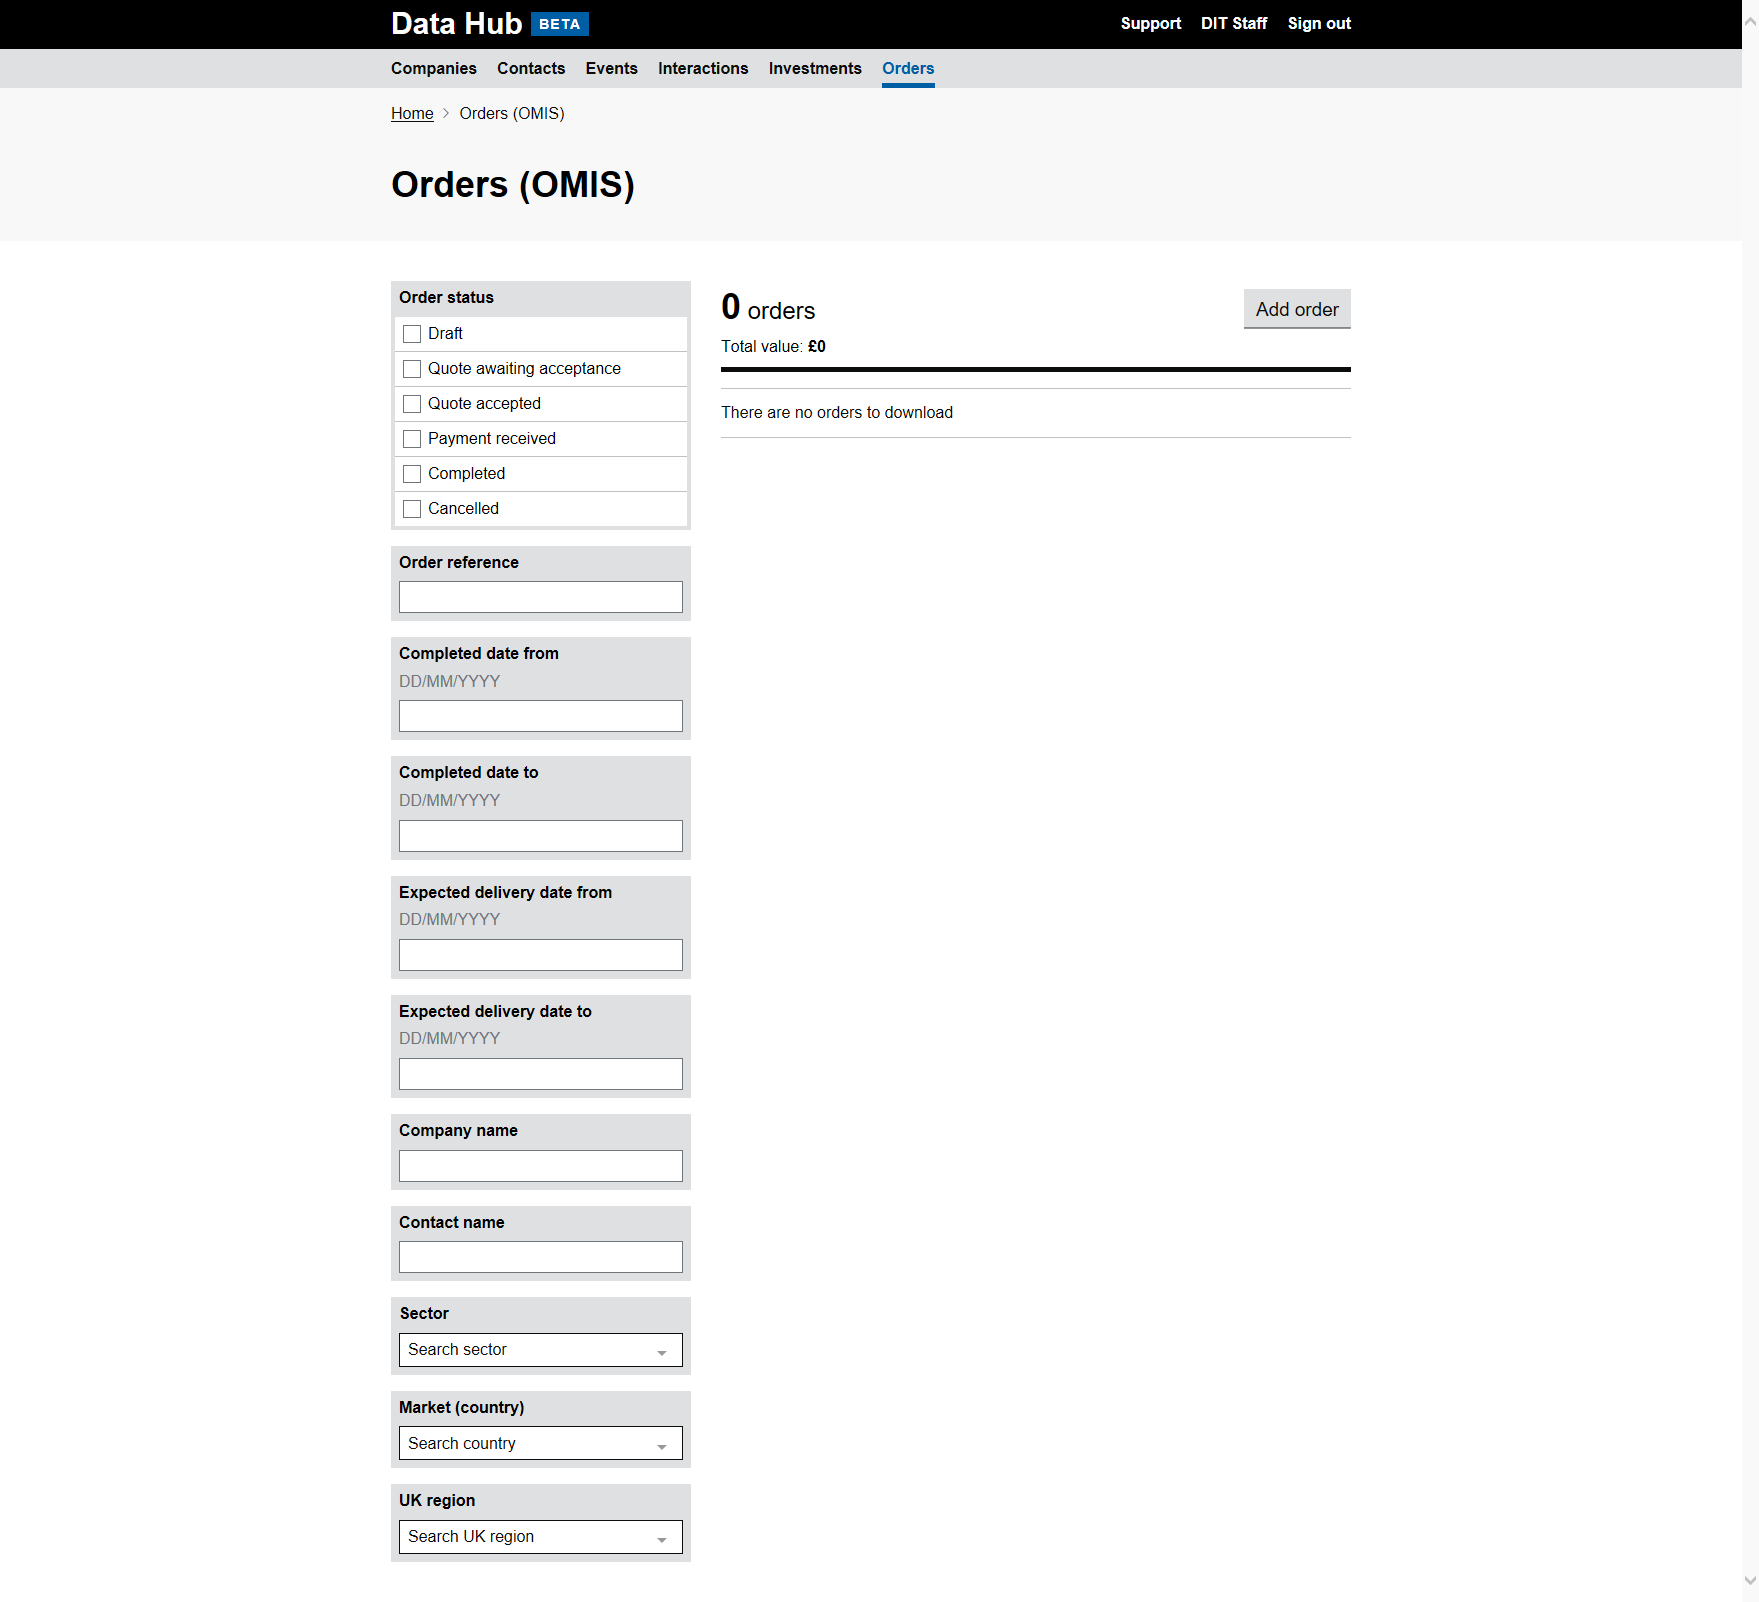 Data Hub BETA
Support DIT Staff Sign out
Companies Contacts Events Interactions Investments Orders
Home Orders (OMIS)
Orders (OMIS)
Order status
Draft
Quote awaiting acceptance
Quote accepted
Payment received
Completed
Cancelled
Order reference
Completed date from
DD/MM/YYYY
Completed date to
DD/MM/YYYY
Expected delivery date from
DD/MM/YYYY
Expected delivery date to
DD/MM/YYYY
Company name
Contact name
Sector
Search sector
Market (country)
Search country
UK region
Search UK region
0 orders
Add order
Total value: £0
There are no orders to download